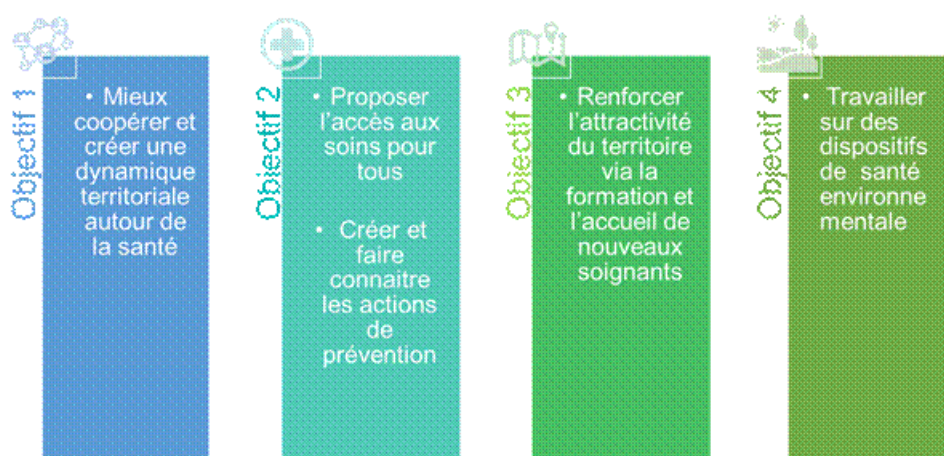 Objectif 1
• Mieux
coopérer et
créer une
dynamique
territoriale
autour de
la santé
Objectif 2
• Proposer
l'accès aux
soins pour
tous
• Créer et
faire
connaitre
les actions
de
prévention
Objectif 3
• Renforcer
l'attractivité
du territoire
via la
formation et
l'accueil de
nouveaux
soignants
Objectif 4
• Travailler
sur des
dispositifs
de santé
environne
mentale